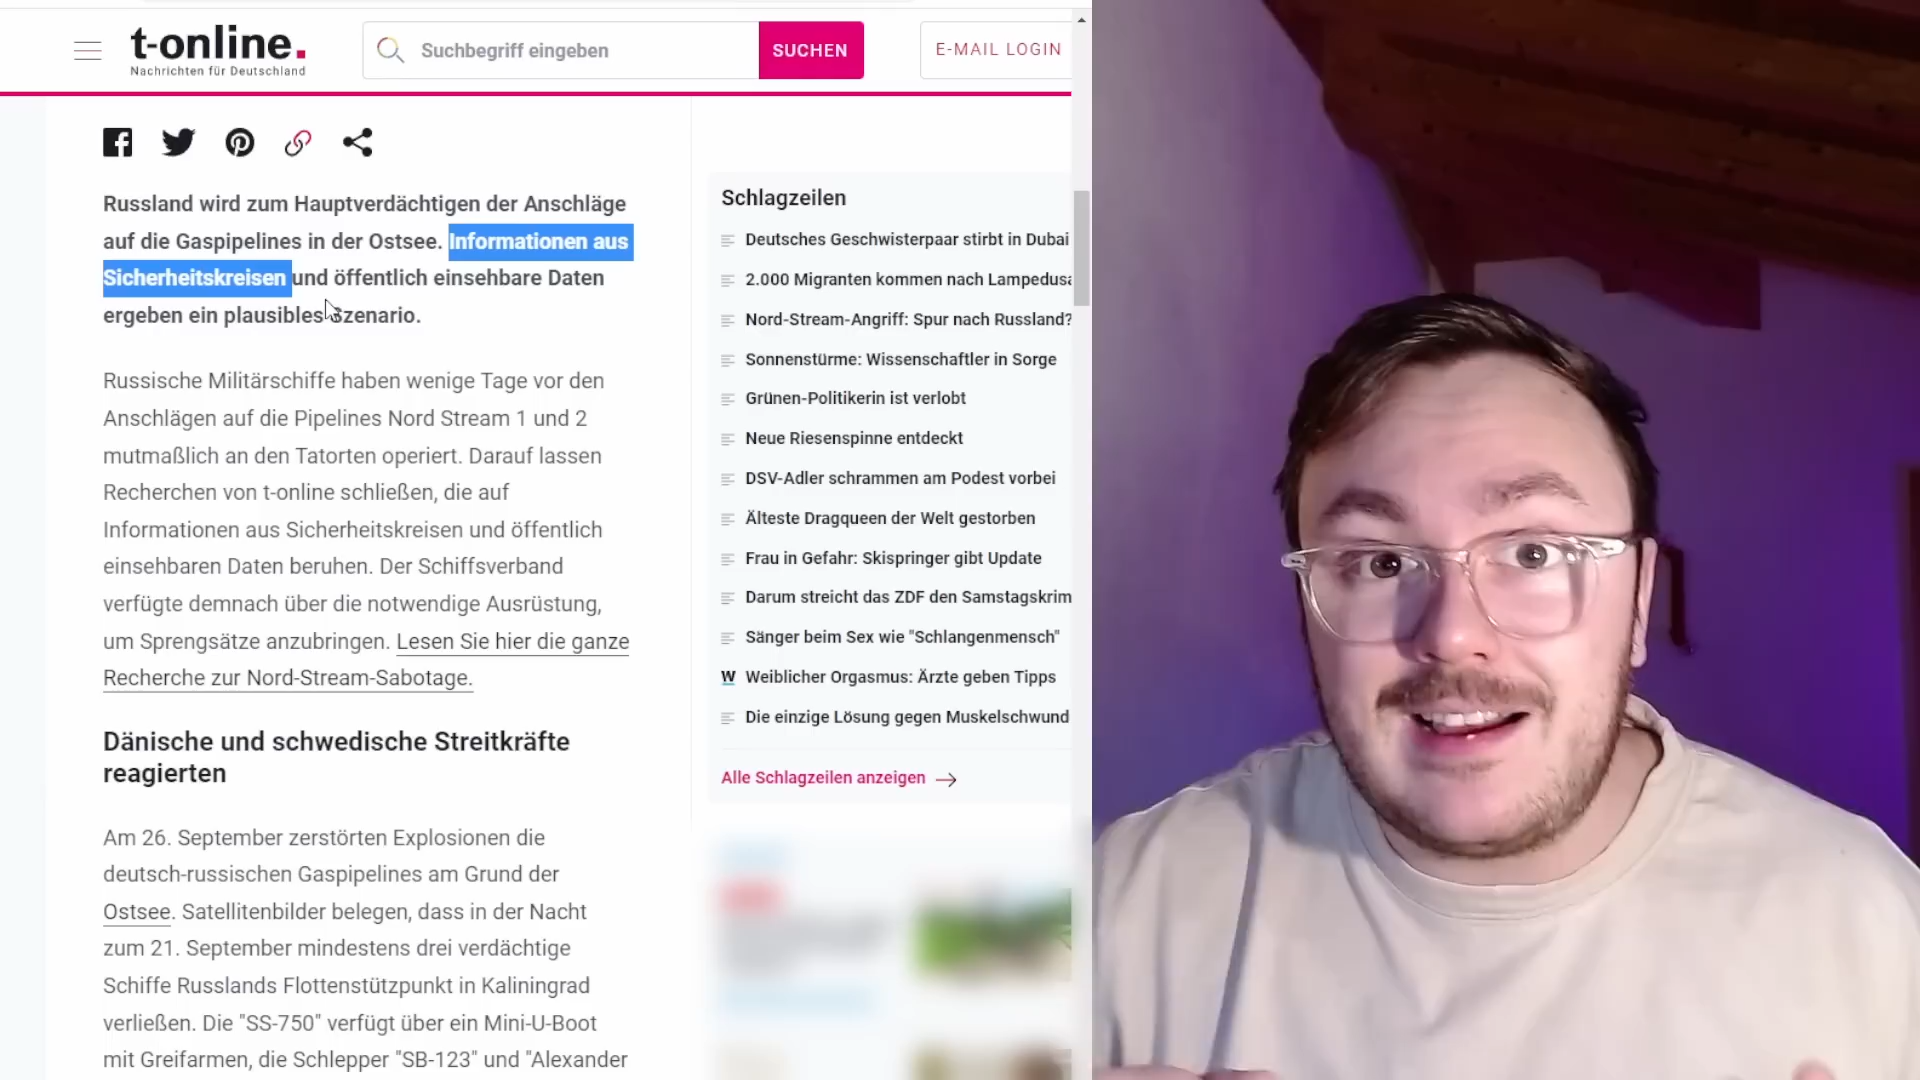 t-online.
Nachrichten für Deutschland
Suchbegriff eingeben
SUCHEN
E-MAIL LOGIN
Russland wird zum Hauptverdächtigen der Anschläge
auf die Gaspipelines in der Ostsee. Informationen aus
Sicherheitskreisen und öffentlich einsehbare Daten
ergeben ein plausibles Szenario.
Russische Militärschiffe haben wenige Tage vor den
Anschlägen auf die Pipelines Nord Stream 1 und 2
mutmaßlich an den Tatorten operiert. Darauf lassen
Recherchen von t-online schließen, die auf
Informationen aus Sicherheitskreisen und öffentlich
einsehbaren Daten beruhen. Der Schiffsverband
verfügte demnach über die notwendige Ausrüstung,
um Sprengsätze anzubringen. Lesen Sie hier die ganze
Recherche zur Nord-Stream-Sabotage.
Dänische und schwedische Streitkräfte
reagierten
Am 26. September zerstörten Explosionen die
deutsch-russischen Gaspipelines am Grund der
Ostsee. Satellitenbilder belegen, dass in der Nacht
zum 21. September mindestens drei verdächtige
Schiffe Russlands Flottenstützpunkt in Kaliningrad
verließen. Die "SS-750" verfügt über ein Mini-U-Boot
mit Greifarmen, die Schlepper "SB-123" und "Alexander
Schlagzeilen
Deutsches Geschwisterpaar stirbt in Dubai
2.000 Migranten kommen nach Lampedusa
Nord-Stream-Angriff: Spur nach Russland?
Sonnenstürme: Wissenschaftler in Sorge
Grünen-Politikerin ist verlobt
Neue Riesenspinne entdeckt
DSV-Adler schrammen am Podest vorbei
Älteste Dragqueen der Welt gestorben
Frau in Gefahr: Skispringer gibt Update
Darum streicht das ZDF den Samstagskrim
Sänger beim Sex wie "Schlangenmensch"
W Weiblicher Orgasmus: Ärzte geben Tipps
Die einzige Lösung gegen Muskelschwund
Alle Schlagzeilen anzeigen